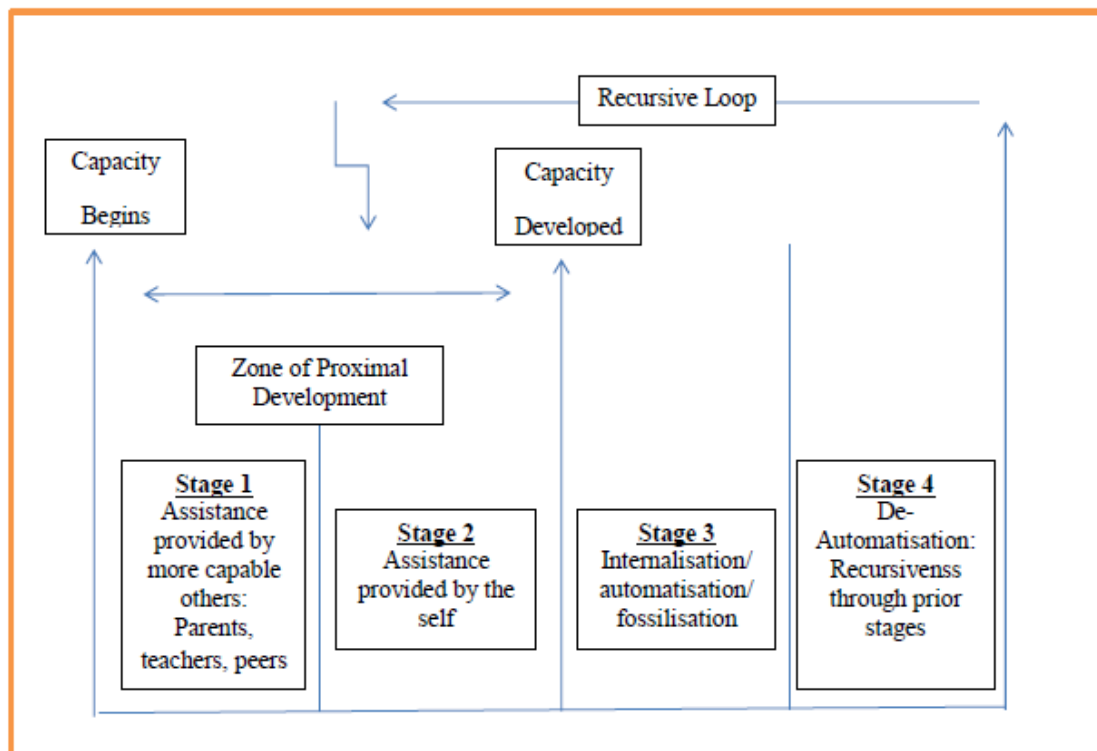 Recursive Loop
Capacity
Begins
Capacity
Developed
Zone of Proximal
Development
Stage 1
Assistance
provided by
more capable
others:
Parents,
teachers, peers
Stage 2
Assistance
provided by the
self
Stage 3
Internalisation/
automatisation/
fossilisation
Stage 4
De-
Automatisation:
Recursivenss
through prior
stages